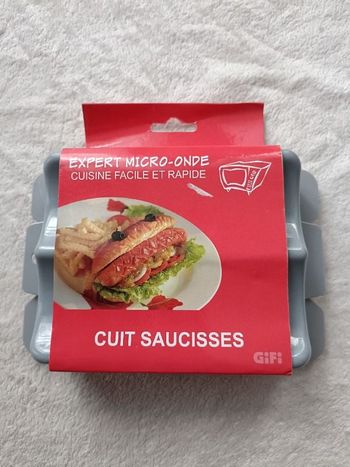 EXPERT MICRO-ONDE
CUISINE FACILE ET RAPIDE
CUIT SAUCISSES
GiFi